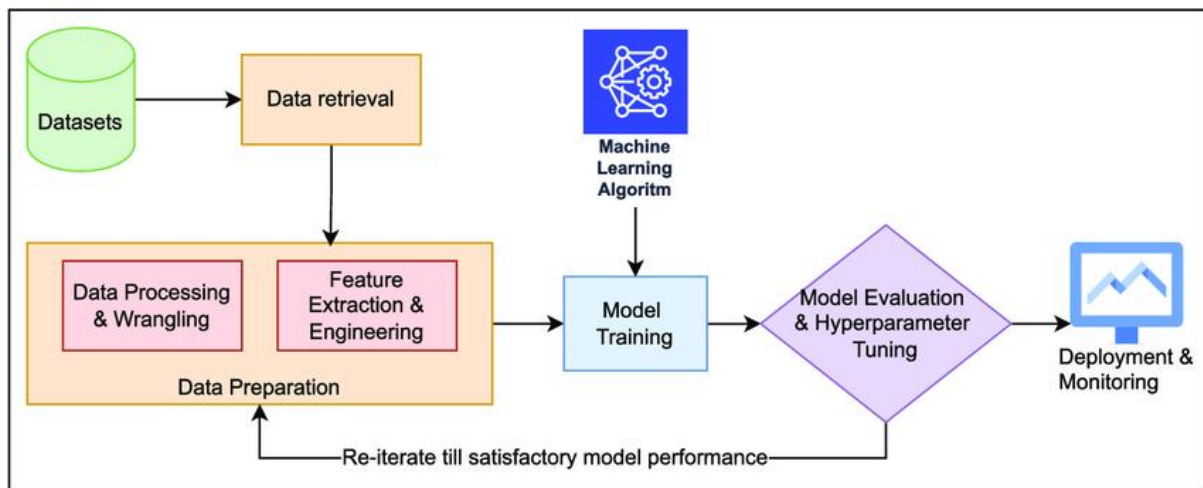 Datasets
Data retrieval
Machine
Learning
Algoritm
Data Processing
& Wrangling
Feature
Extraction &
Engineering
Data Preparation
Model
Training
Model Evaluation
& Hyperparameter
Tuning
Deployment &
Monitoring
Re-iterate till satisfactory model performance